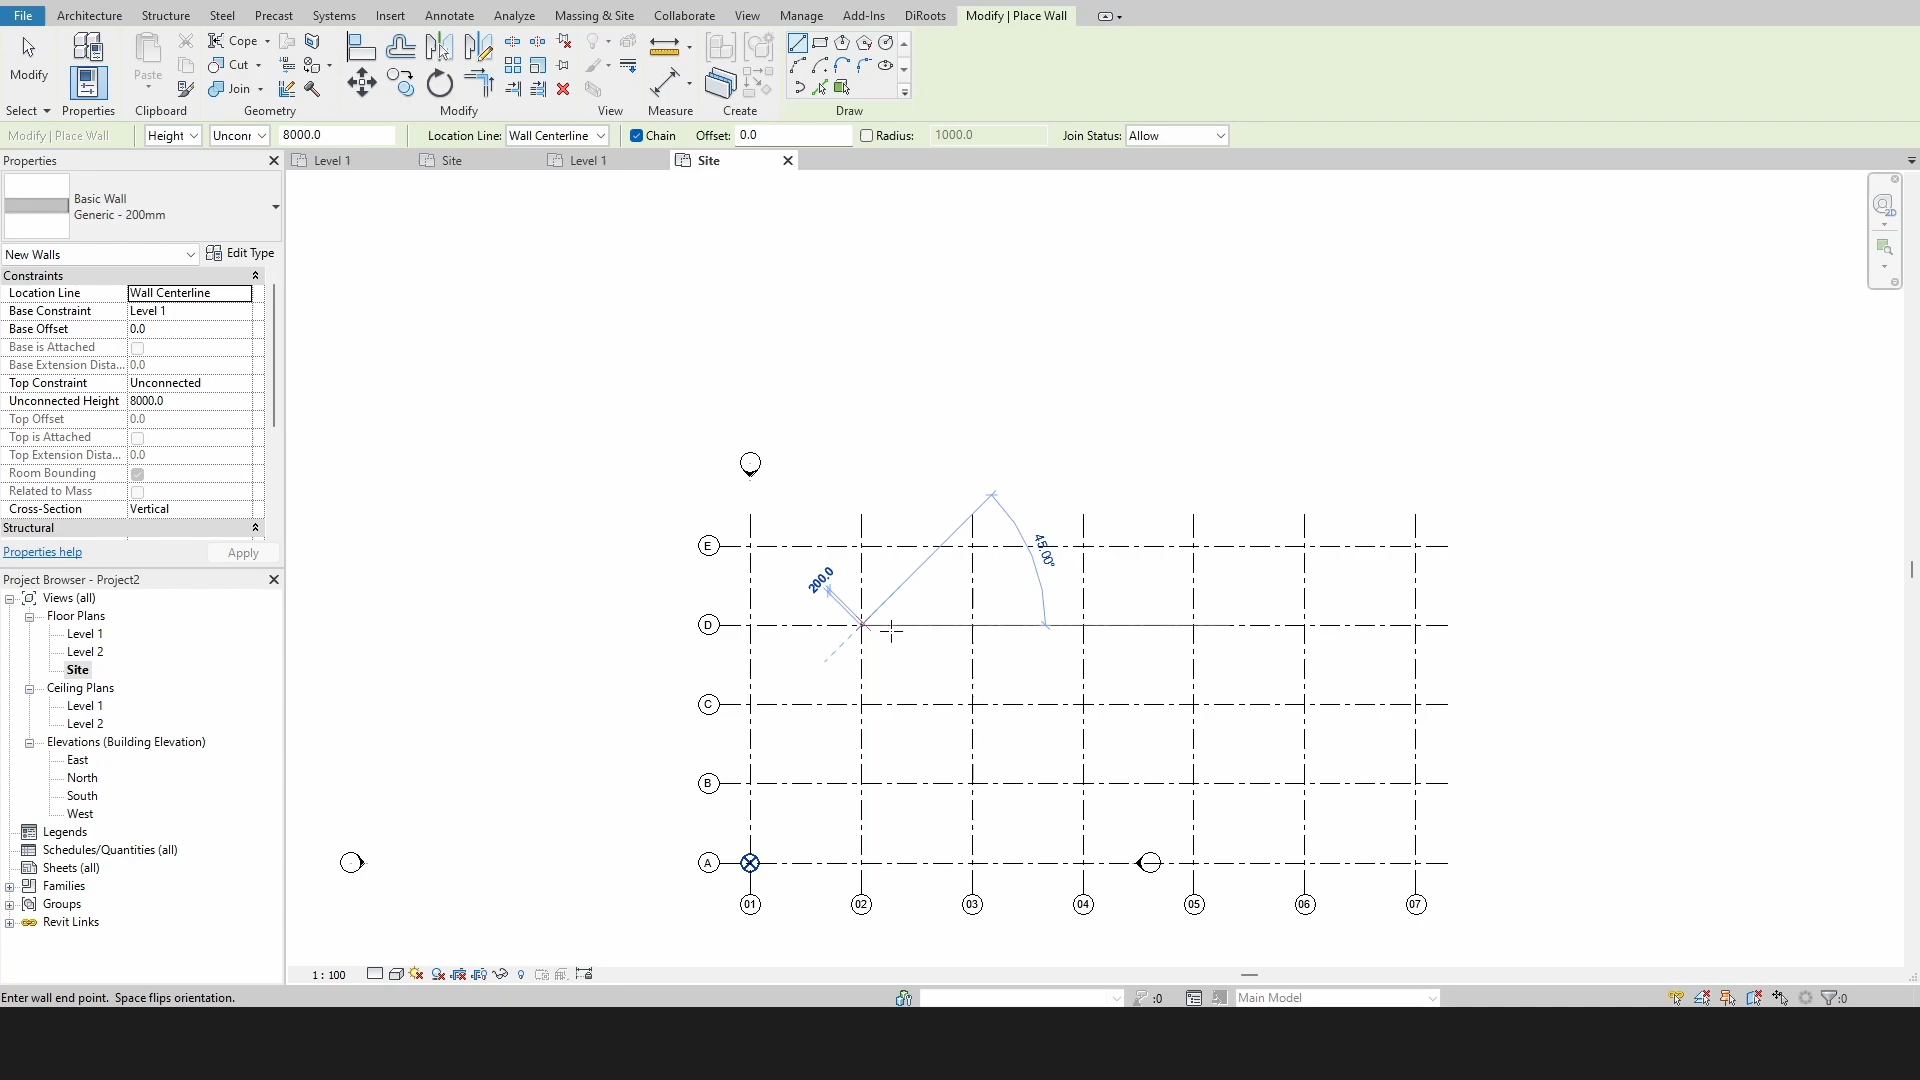 File Architecture Structure Steel Precast Systems Insert Annotate Analyze Massing & Site Collaborate View Manage Add-Ins DiRoots Modify | Place Wall
Cope
Cut
Join
Modify
Properties
Paste
Select Properties Clipboard Geometry Modify View Measure Create Draw
Modify | Place Wall Height Unconr 8000.0 Location Line: Wall Centerline Chain Offset: 0.0 Radius: 1000.0 Join Status: Allow
Properties Level 1 Site Level 1 Site
Basic Wall
Generic - 200mm
New Walls Edit Type
Constraints
Location Line Wall Centerline
Base Constraint Level 1
Base Offset 0.0
Base is Attached
Base Extension Dista... 0.0
Top Constraint Unconnected
Unconnected Height 8000.0
Top Offset 0.0
Top is Attached
Top Extension Dista... 0.0
Room Bounding
Related to Mass
Cross-Section Vertical
Structural
Properties help Apply
Project Browser - Project2
Views (all)
Floor Plans
Level 1
Level 2
Site
Ceiling Plans
Level 1
Level 2
Elevations (Building Elevation)
East
North
South
West
Legends
Schedules/Quantities (all)
Sheets (all)
Families
Groups
Revit Links
2D
E
45.00°
200.0
D
C
B
A
01 02 03 04 05 06 07
1 : 100
Enter wall end point. Space flips orientation. :0 Main Model :0